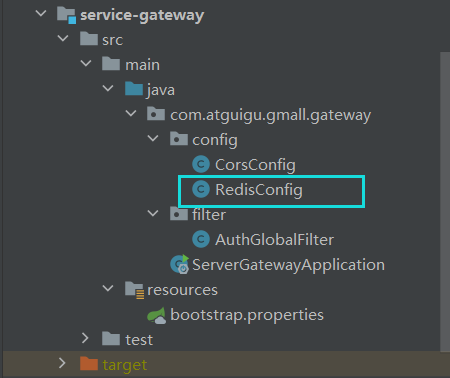 service-gateway
src
main
java
com.atguigu.gmall.gateway
config
CorsConfig
RedisConfig
filter
AuthGlobalFilter
ServerGatewayApplication
resources
bootstrap.properties
test
target